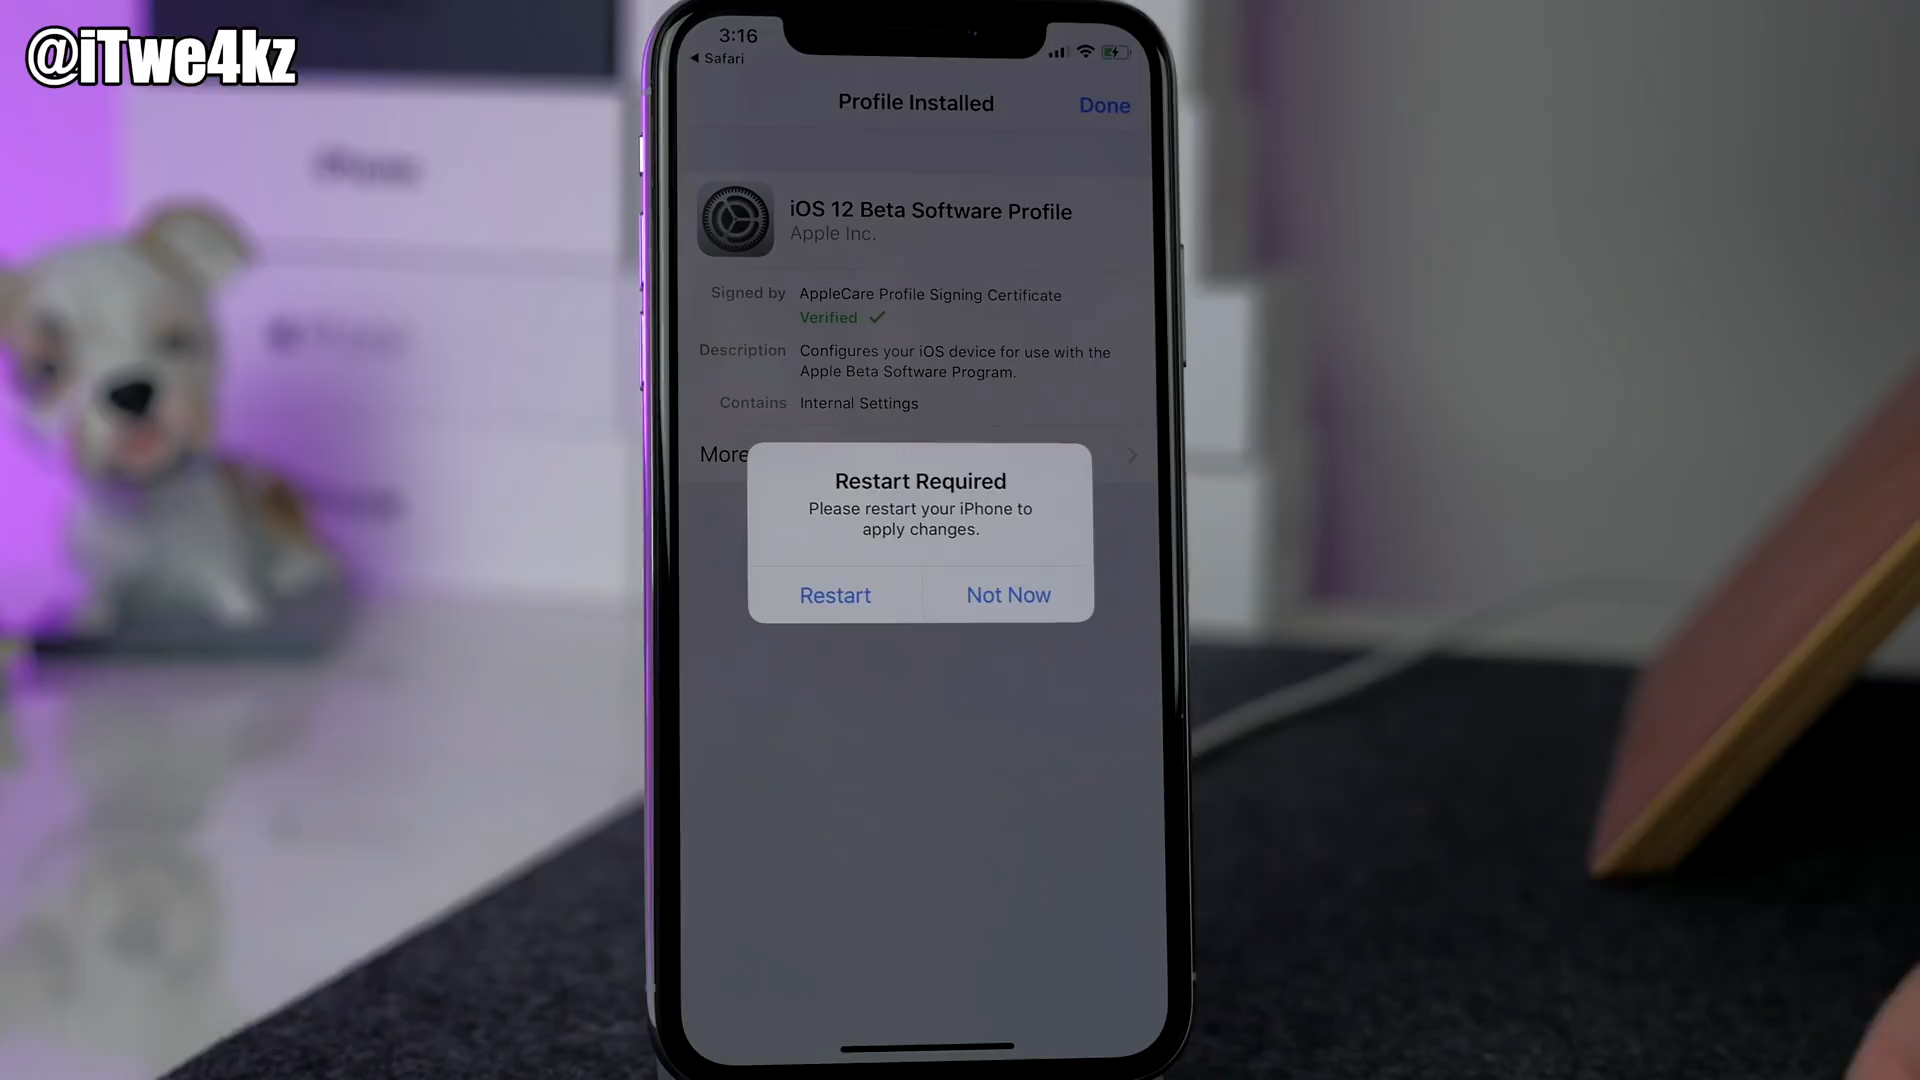 @iTwe4kz
3:16
Safari
Profile Installed
Done
iOS 12 Beta Software Profile
Apple Inc.
Signed by AppleCare Profile Signing Certificate
Verified
Description Configures your iOS device for use with the
Apple Beta Software Program.
Contains Internal Settings
More
Restart Required
Please restart your iPhone to
apply changes.
Restart
Not Now
iPhone